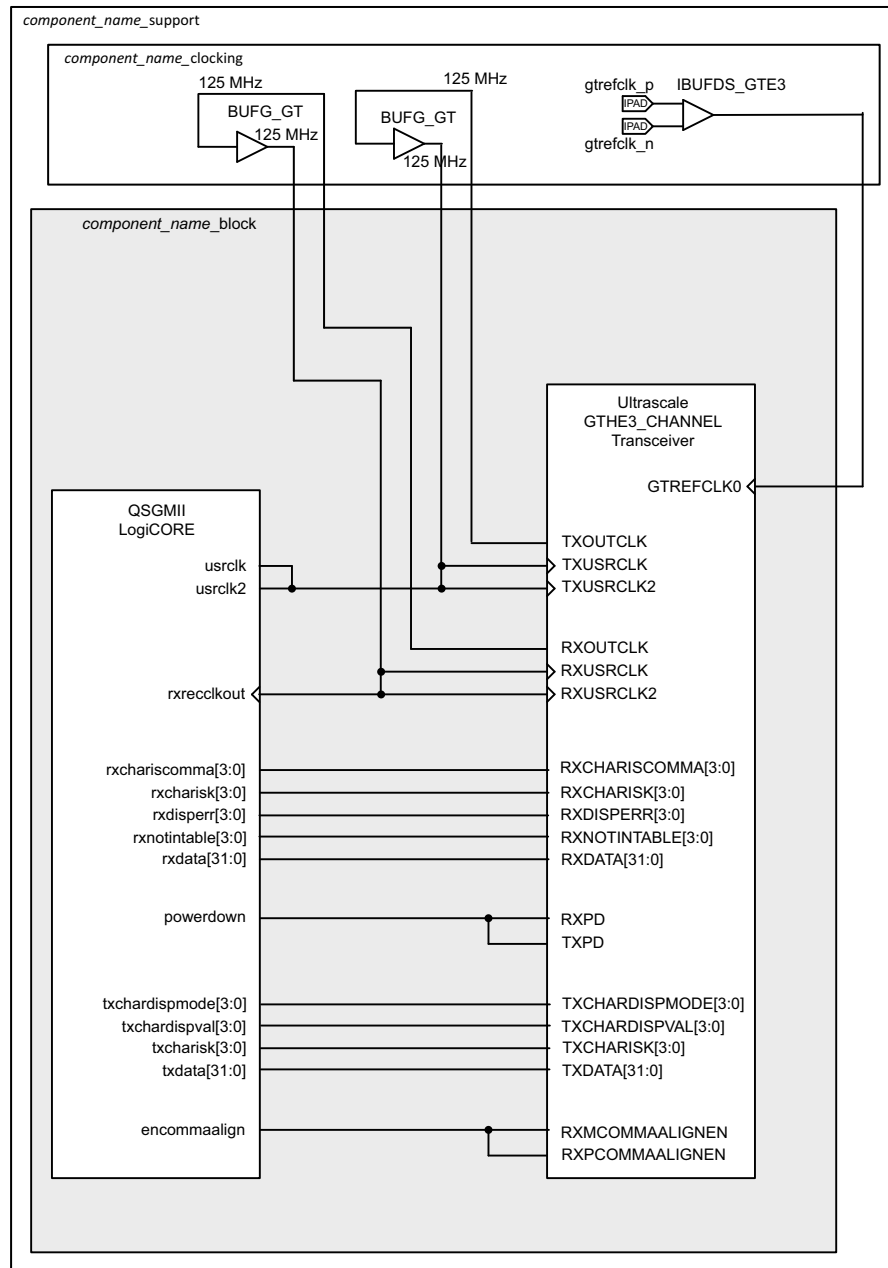 component_name_support
component_name_clocking
125 MHz
BUFG_GT
125 MHz
125 MHz
BUFG_GT
125 MHz
gtrefclk_p
IPAD
IPAD
gtrefclk_n
IBUFDS_GTE3
component_name_block
Ultrascale
GTHE3_CHANNEL
Transceiver
GTREFCLK0
QSGMII
LogiCORE
usrclk
usrclk2
rxrecclkout
rxchariscomma[3:0]
rxcharisk[3:0]
rxdisperr[3:0]
rxnotintable[3:0]
rxdata[31:0]
powerdown
txchardispmode[3:0]
txchardispval[3:0]
txcharisk[3:0]
txdata[31:0]
encommaalign
TXOUTCLK
TXUSRCLK
TXUSRCLK2
RXOUTCLK
RXUSRCLK
RXUSRCLK2
RXCHARISCOMMA[3:0]
RXCHARISK[3:0]
RXDISPERR[3:0]
RXNOTINTABLE[3:0]
RXDATA[31:0]
RXPD
TXPD
TXCHARDISPMODE[3:0]
TXCHARDISPVAL[3:0]
TXCHARISK[3:0]
TXDATA[31:0]
RXMCOMMAALIGNEN
RXPCOMMAALIGNEN